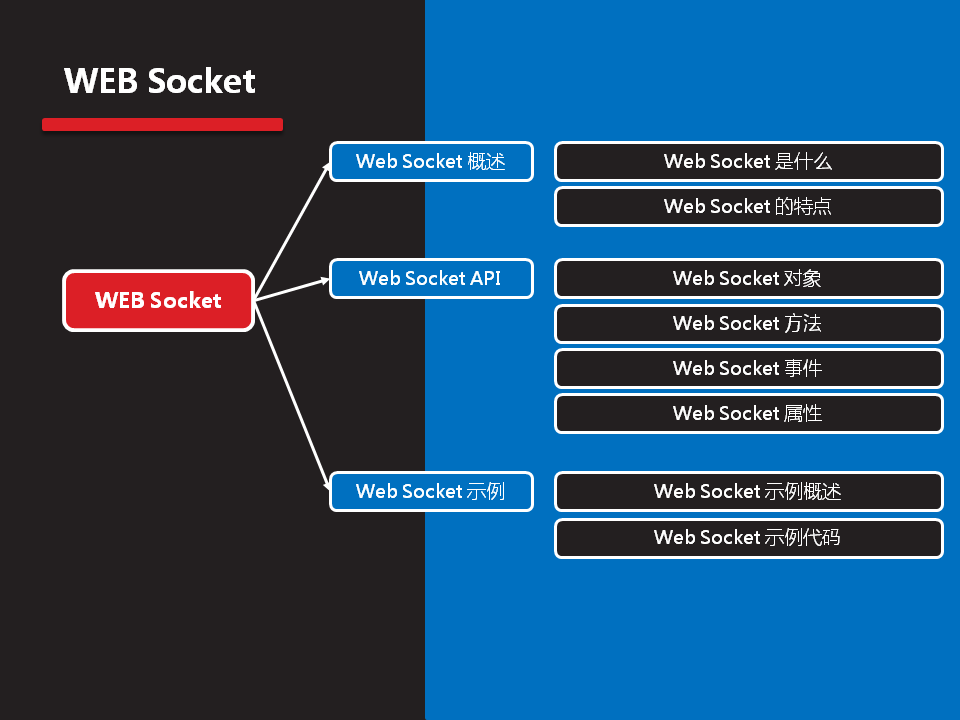 WEB Socket
WEB Socket
Web Socket 概述
Web Socket 是什么
Web Socket 的特点
Web Socket API
Web Socket 对象
Web Socket 方法
Web Socket 事件
Web Socket 属性
Web Socket 示例
Web Socket 示例概述
Web Socket 示例代码